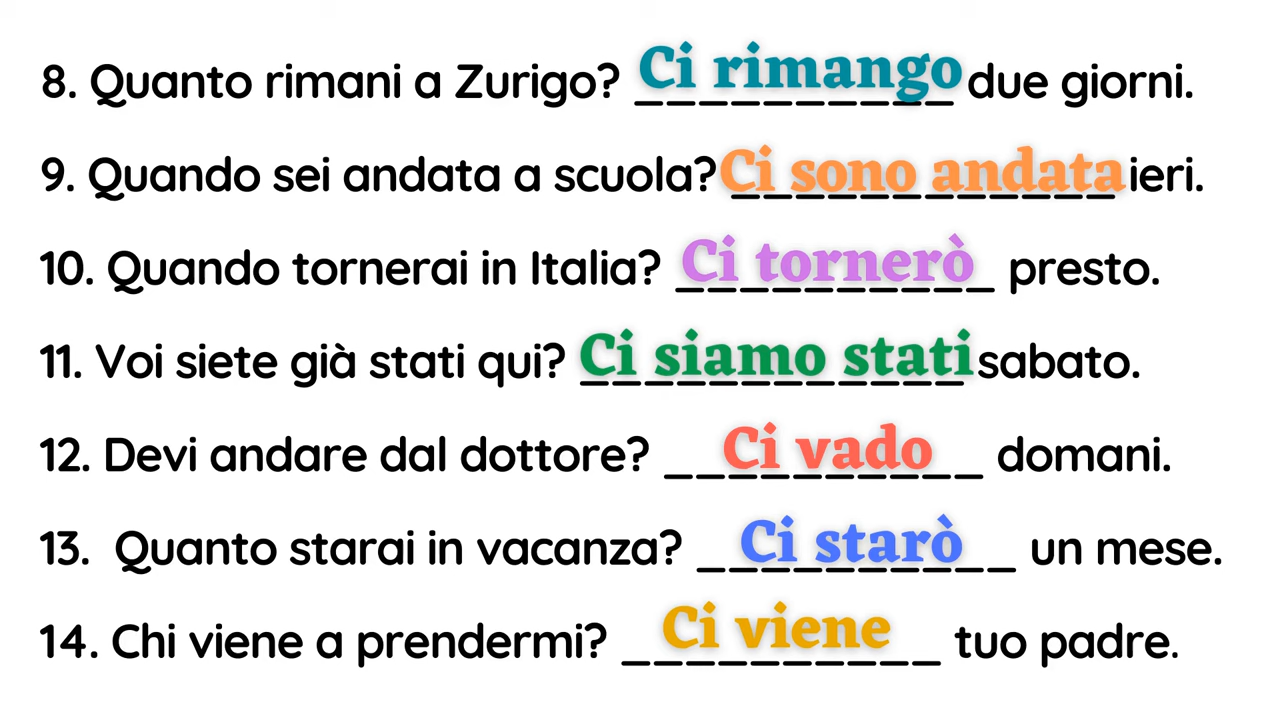 8. Quanto rimani a Zurigo? Ci rimango due giorni.
9. Quando sei andata a scuola? Ci sono andata ieri.
10. Quando tornerai in Italia? Ci tornerò presto.
11. Voi siete già stati qui? Ci siamo stati sabato.
12. Devi andare dal dottore? Ci vado domani.
13. Quanto starai in vacanza? Ci starò un mese.
14. Chi viene a prendermi? Ci viene tuo padre.